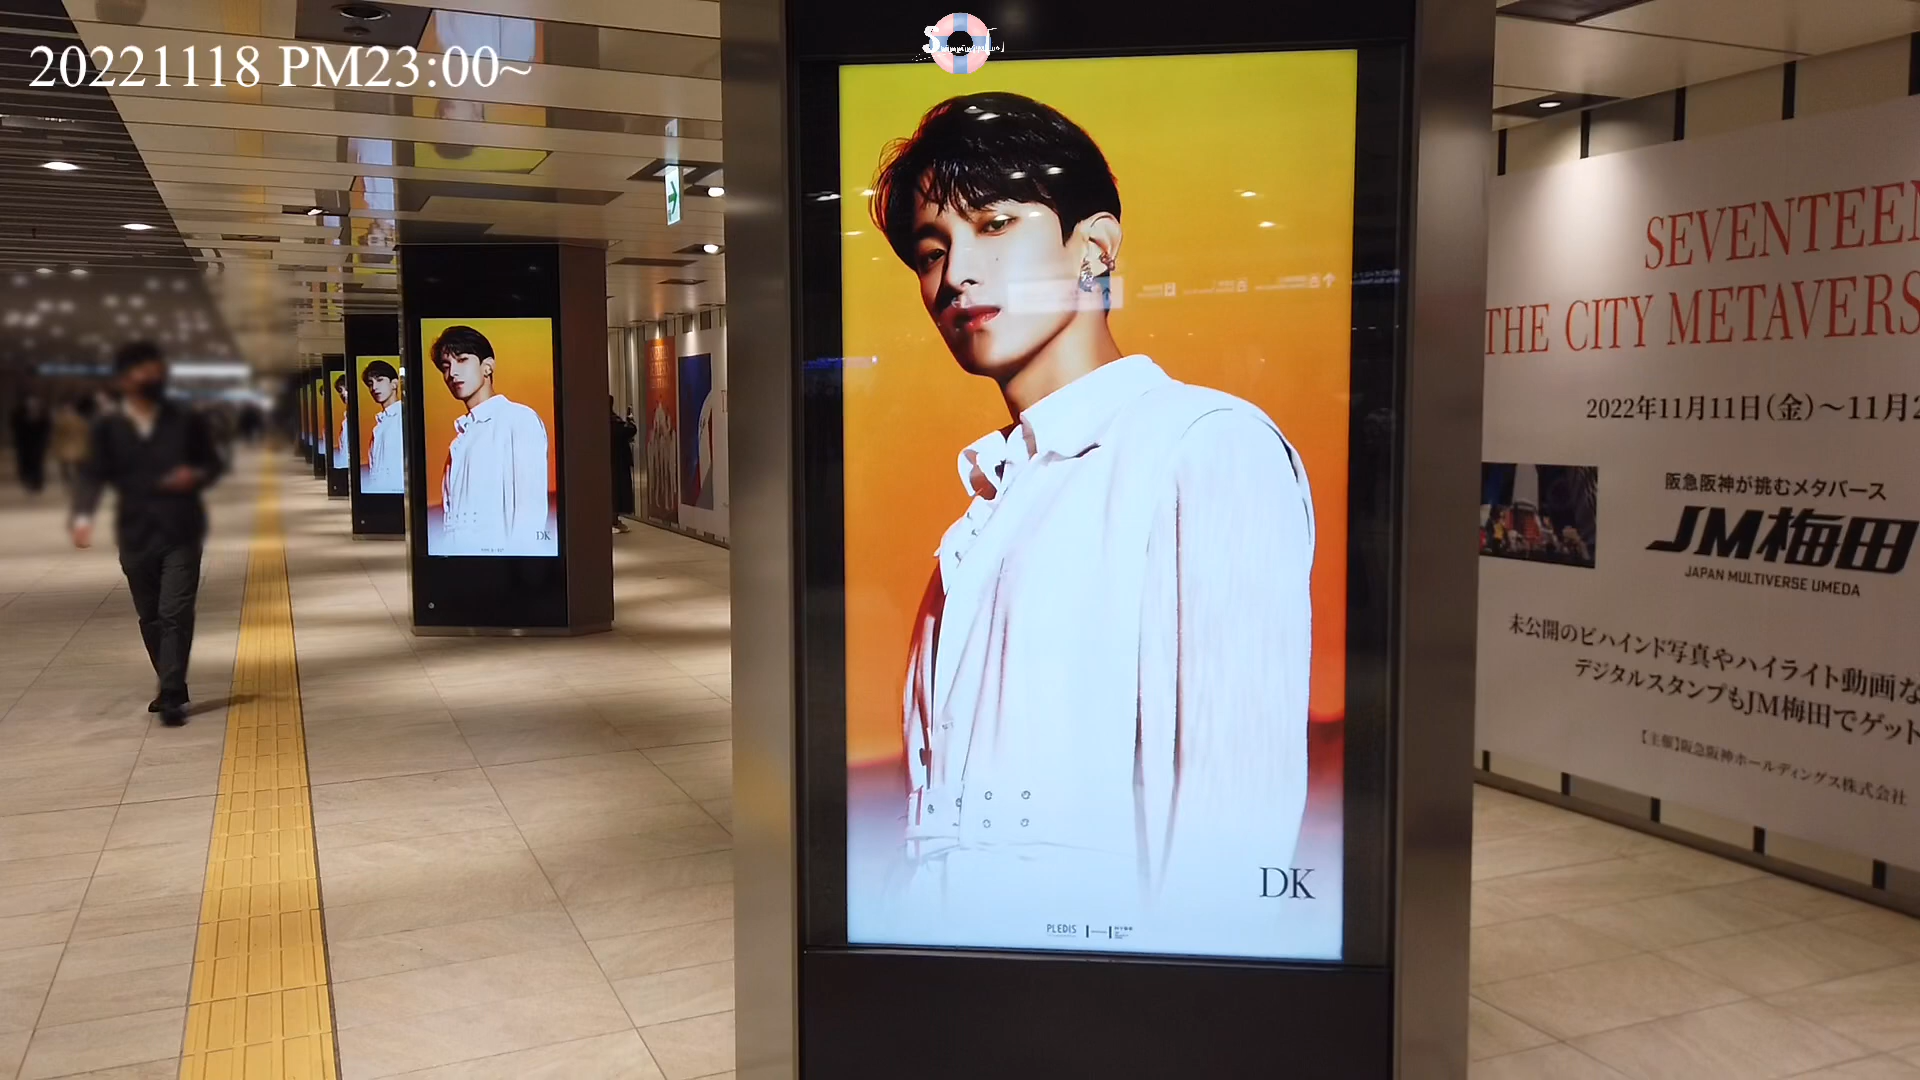 20221118 PM23:00~
SEVENTEEN
THE CITY METAVERS
2022年11月11日(金)～11月2
阪急阪神が挑むメタバース
JM梅田
JAPAN MULTIVERSE UMEDA
未公開のビハインド写真やハイライト動画な
デジタルスタンプもJM梅田でゲット
【主催】阪急阪神ホールディングス株式会社
DK
PLEDIS
DK